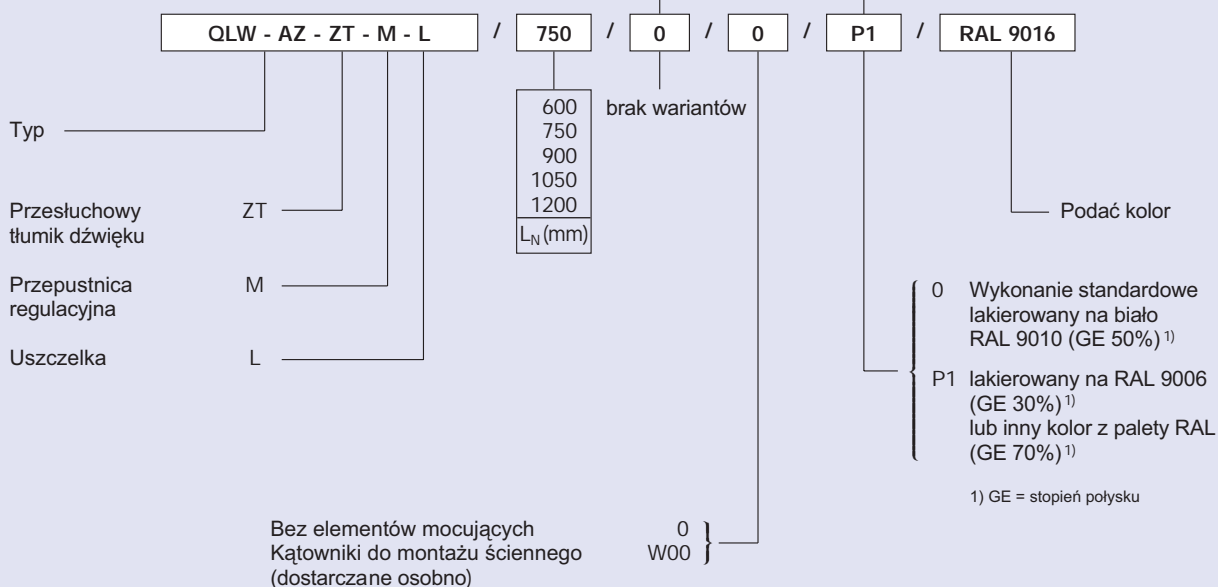 QLW - AZ - ZT - M - L / 750 / 0 / 0 / P1 / RAL 9016
600
750
900
1050
1200
L_N (mm)
brak wariantów
Typ
Przesłuchowy ZT
tłumik dźwięku
Przepustnica M
regulacyjna
Uszczelka L
Podać kolor
0 Wykonanie standardowe
lakierowany na biało
RAL 9010 (GE 50%) 1)
P1 lakierowany na RAL 9006
(GE 30%) 1)
lub inny kolor z palety RAL
(GE 70%) 1)
1) GE = stopień połysku
Bez elementów mocujących 0
Kątowniki do montażu ściennego W00
(dostarczane osobno)